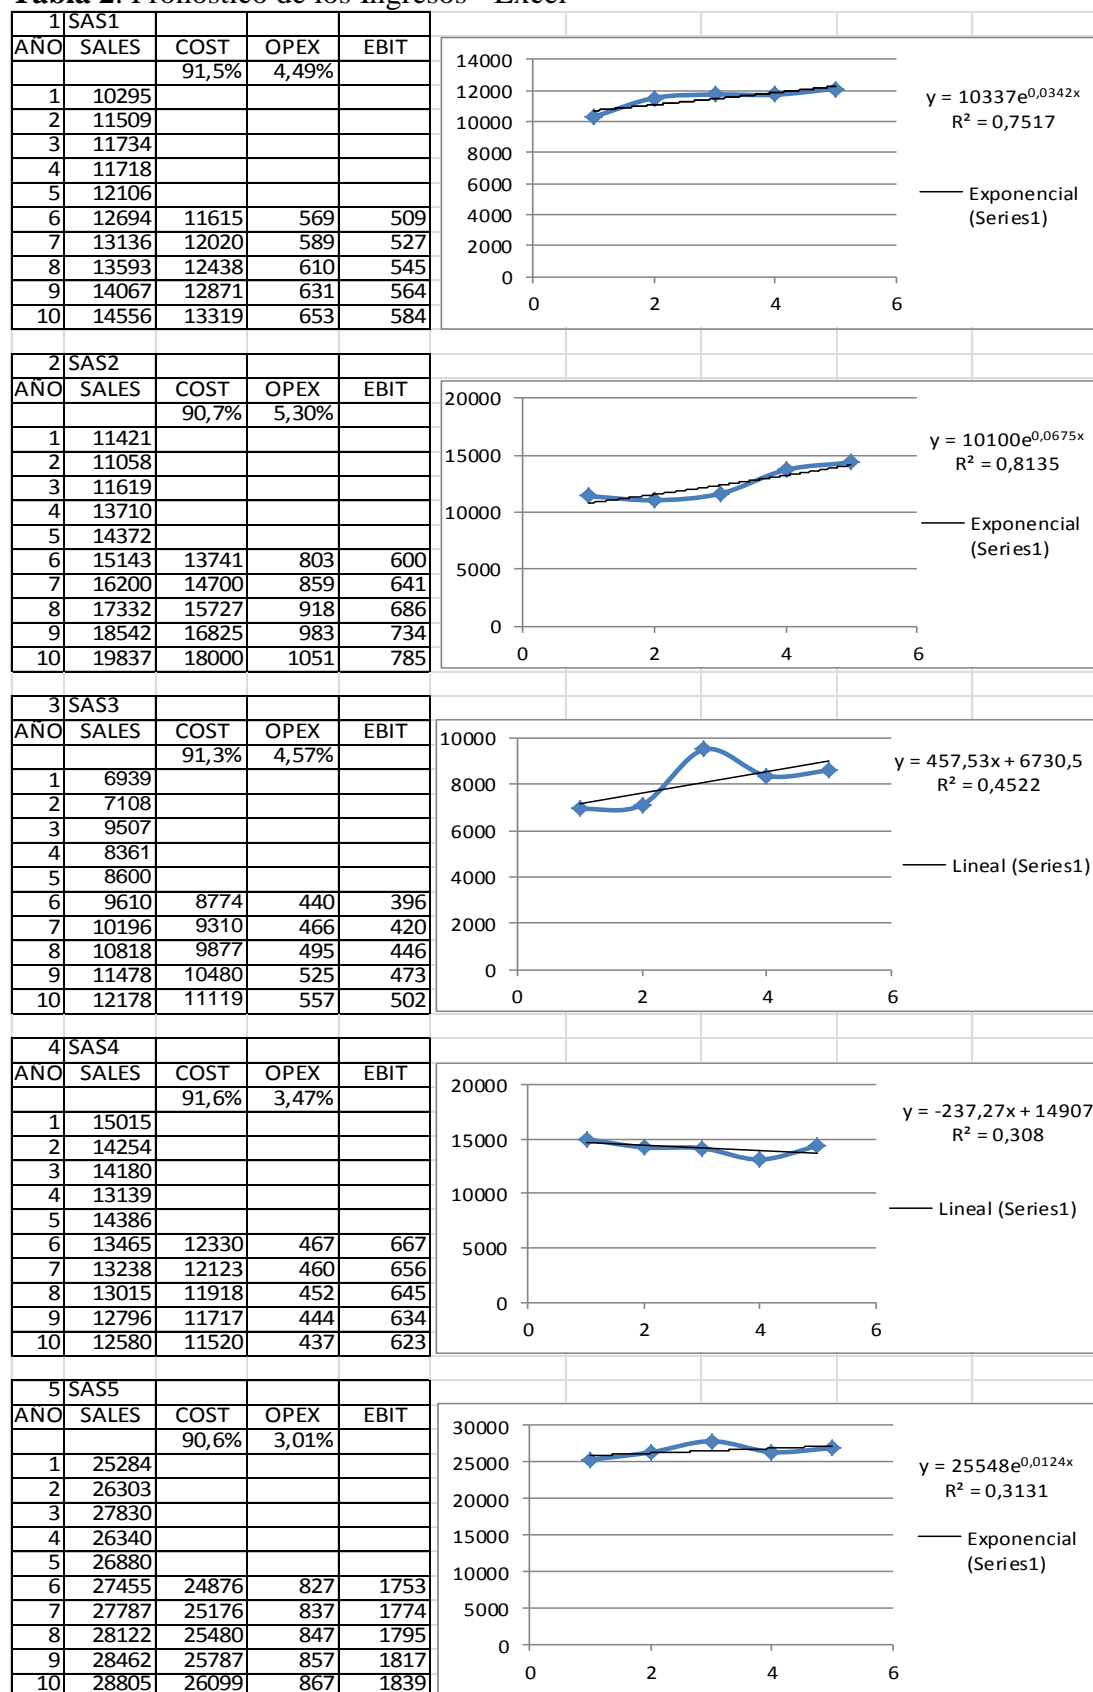 Tabla 2. Pronóstico de los Ingresos - Excel
1 SAS1
AÑO SALES COST OPEX EBIT
91,5% 4,49%
1 10295
2 11509
3 11734
4 11718
5 12106
6 12694 11615 569 509
7 13136 12020 589 527
8 13593 12438 610 545
9 14067 12871 631 564
10 14556 13319 653 584
14000
12000
10000
8000
6000
4000
2000
0
0 2 4 6
y = 10337e^0,0342x
R² = 0,7517
Exponencial
(Series1)
2 SAS2
AÑO SALES COST OPEX EBIT
90,7% 5,30%
1 11421
2 11058
3 11619
4 13710
5 14372
6 15143 13741 803 600
7 16200 14700 859 641
8 17332 15727 918 686
9 18542 16825 983 734
10 19837 18000 1051 785
20000
15000
10000
5000
0
0 2 4 6
y = 10100e^0,0675x
R² = 0,8135
Exponencial
(Series1)
3 SAS3
AÑO SALES COST OPEX EBIT
91,3% 4,57%
1 6939
2 7108
3 9507
4 8361
5 8600
6 9610 8774 440 396
7 10196 9310 466 420
8 10818 9877 495 446
9 11478 10480 525 473
10 12178 11119 557 502
10000
8000
6000
4000
2000
0
0 2 4 6
y = 457,53x + 6730,5
R² = 0,4522
Lineal (Series1)
4 SAS4
AÑO SALES COST OPEX EBIT
91,6% 3,47%
1 15015
2 14254
3 14180
4 13139
5 14386
6 13465 12330 467 667
7 13238 12123 460 656
8 13015 11918 452 645
9 12796 11717 444 634
10 12580 11520 437 623
20000
15000
10000
5000
0
0 2 4 6
y = -237,27x + 14907
R² = 0,308
Lineal (Series1)
5 SAS5
AÑO SALES COST OPEX EBIT
90,6% 3,01%
1 25284
2 26303
3 27830
4 26340
5 26880
6 27455 24876 827 1753
7 27787 25176 837 1774
8 28122 25480 847 1795
9 28462 25787 857 1817
10 28805 26099 867 1839
30000
25000
20000
15000
10000
5000
0
0 2 4 6
y = 25548e^0,0124x
R² = 0,3131
Exponencial
(Series1)